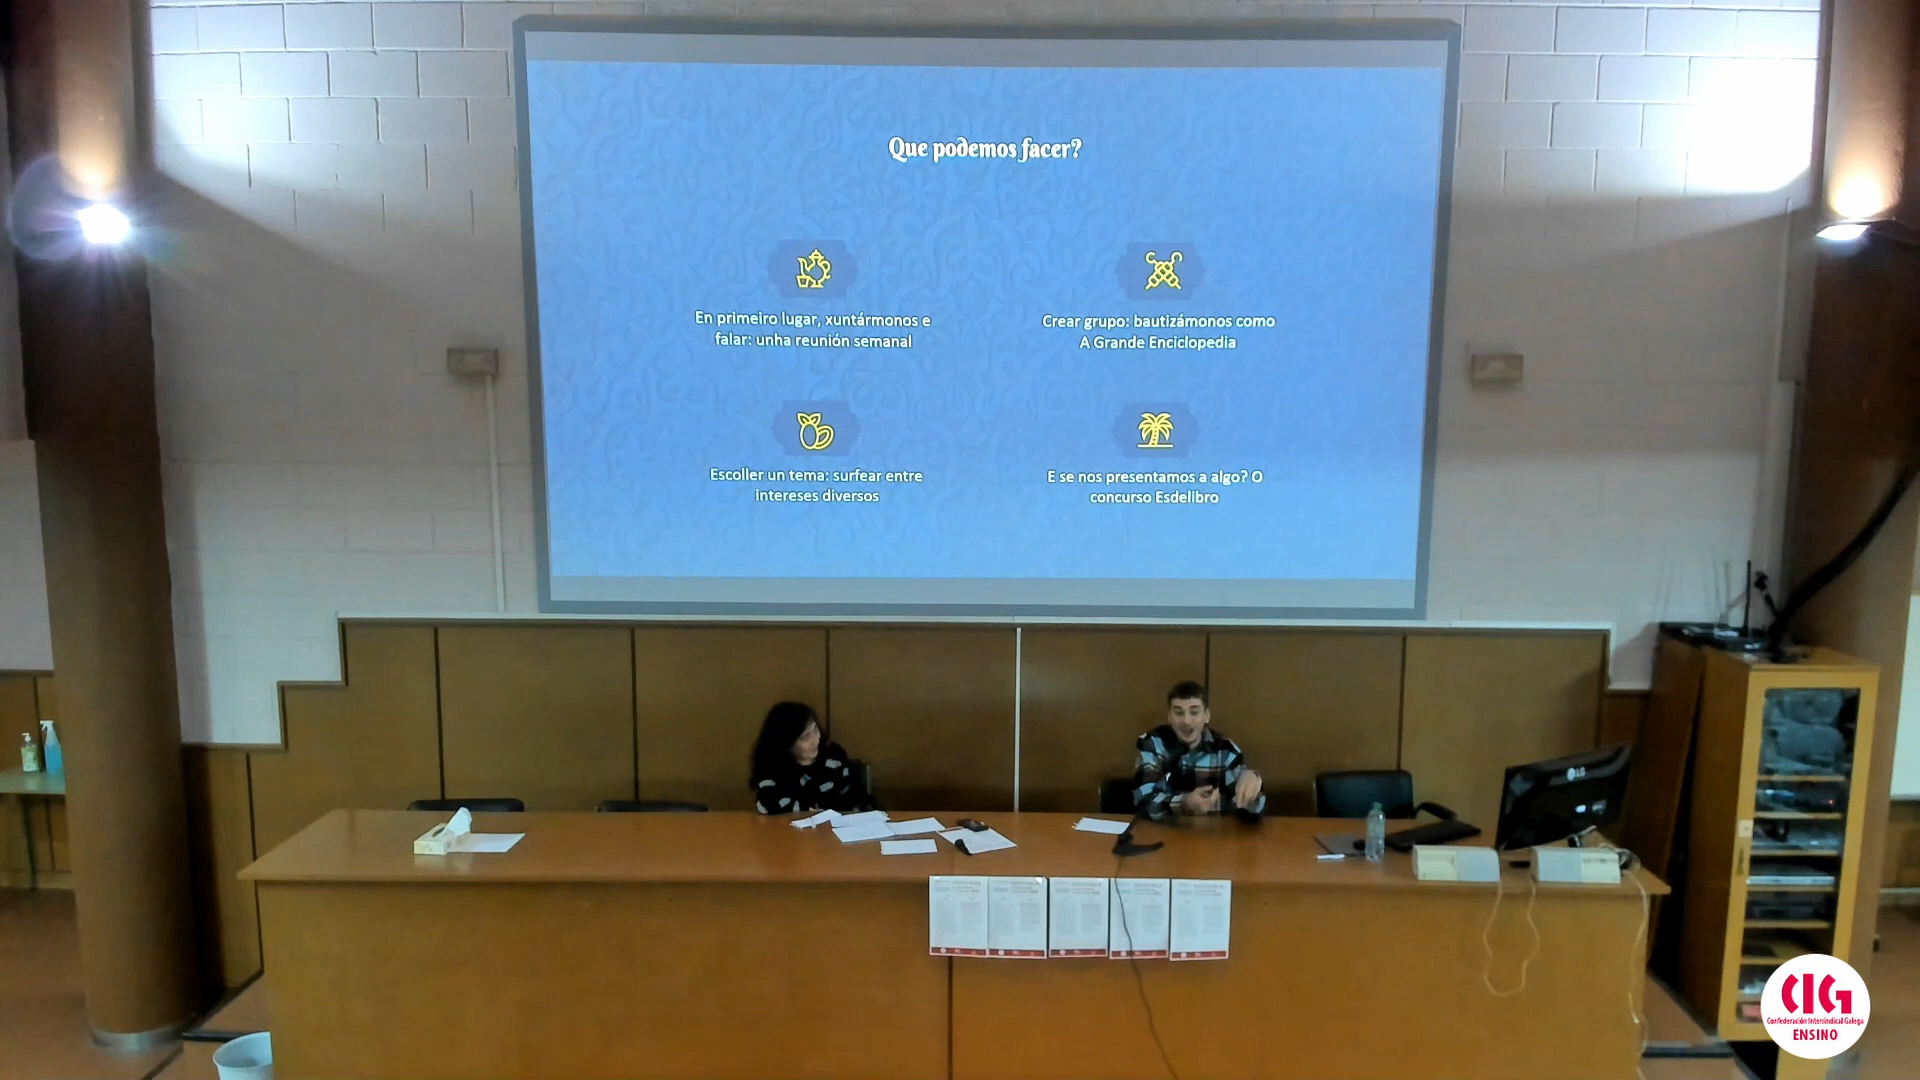 Que podemos facer?
En primeiro lugar, xuntármonos e
falar: unha reunión semanal
Crear grupo: bautizámonos como
A Grande Enciclopedia
Escoller un tema: surfear entre
intereses diversos
E se nos presentamos a algo? O
concurso Esdelibro
LG
CIG
Confederación Intersindical Galega
ENSINO